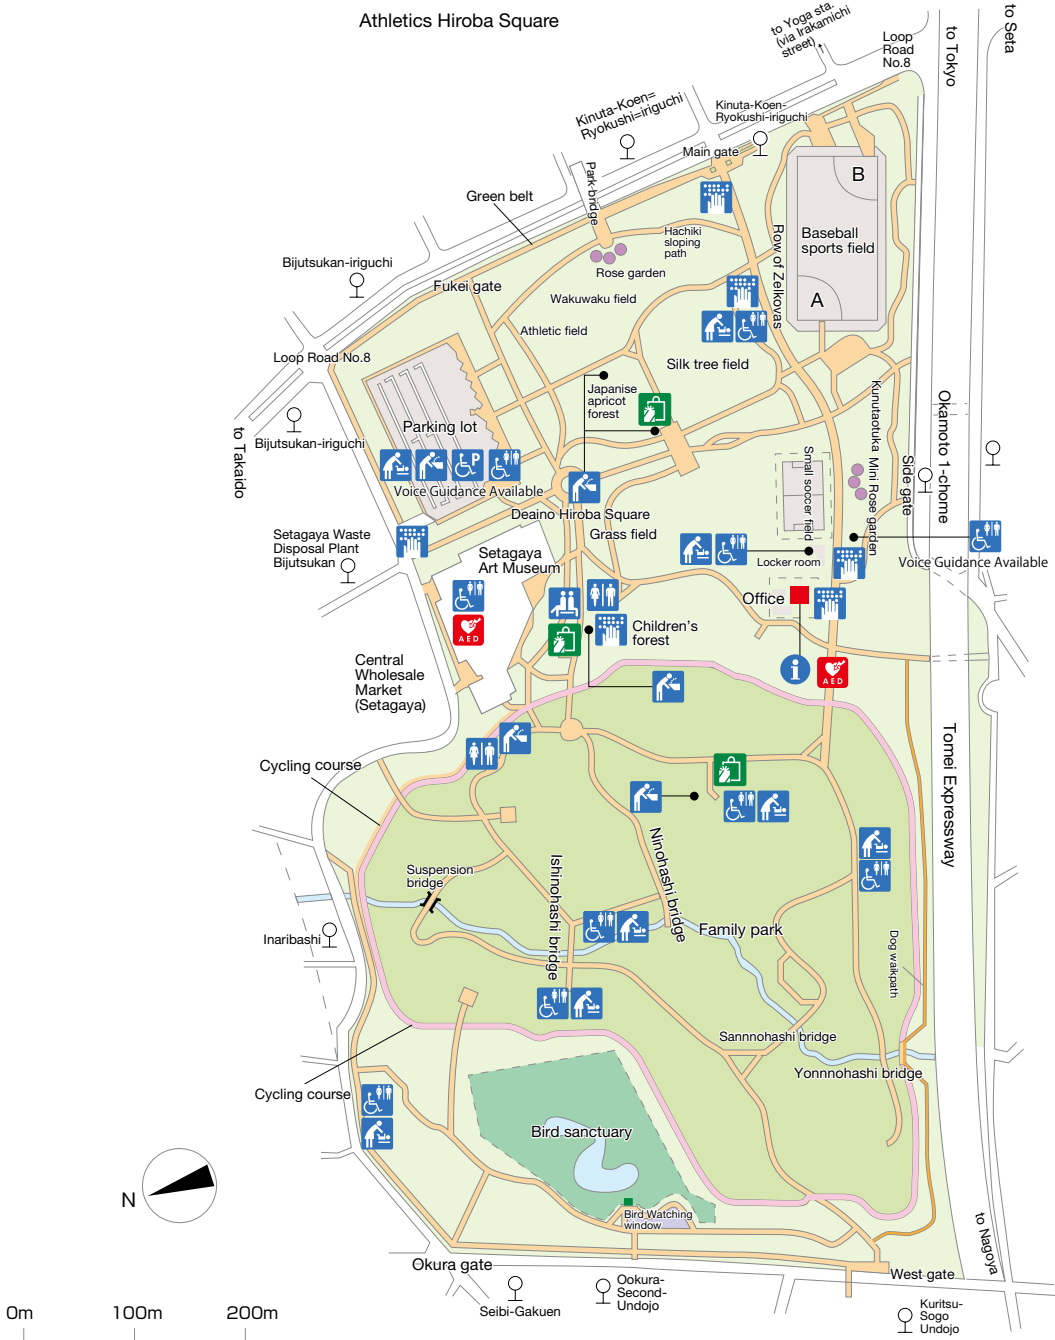 Athletics Hiroba Square
to Yoga sta.
(via Irakamichi
street)
Loop
Road
No.8
to Tokyo
to Seta
Kinuta-Koen=
Ryokushi=iriguchi
Kinuta-Koen-
Ryokushi-iriguchi
Main gate
Park-bridge
Green belt
B
Baseball
sports field
A
Hachiki
sloping
path
Row of Zelkovas
Rose garden
Bijutsukan-iriguchi
Fukei gate
Wakuwaku field
Athletic field
Loop Road No.8
Silk tree field
Japanise
apricot
forest
Kunutaotuka Mini Rose garden
Okamoto 1-chome
Parking lot
Bijutsukan-iriguchi
to Takaido
P
Voice Guidance Available
Small soccer field
Side gate
Deaino Hiroba Square
Setagaya Waste
Disposal Plant
Bijutsukan
Setagaya
Art Museum
Grass field
Locker room
Voice Guidance Available
Office
AED
Children's
forest
i
AED
Central
Wholesale
Market
(Setagaya)
Cycling course
Tomei Expressway
Suspension
bridge
Ishinohashi bridge
Ninohashi bridge
Family park
Inaribashi
Dog waikpath
Sannnohashi bridge
Yonnnohashi bridge
Cycling course
Bird sanctuary
N
Bird Watching
window
to Nagoya
Okura gate
West gate
Seibi-Gakuen
Ookura-
Second-
Undojo
Kuritsu-
Sogo
Undojo
0m
100m
200m